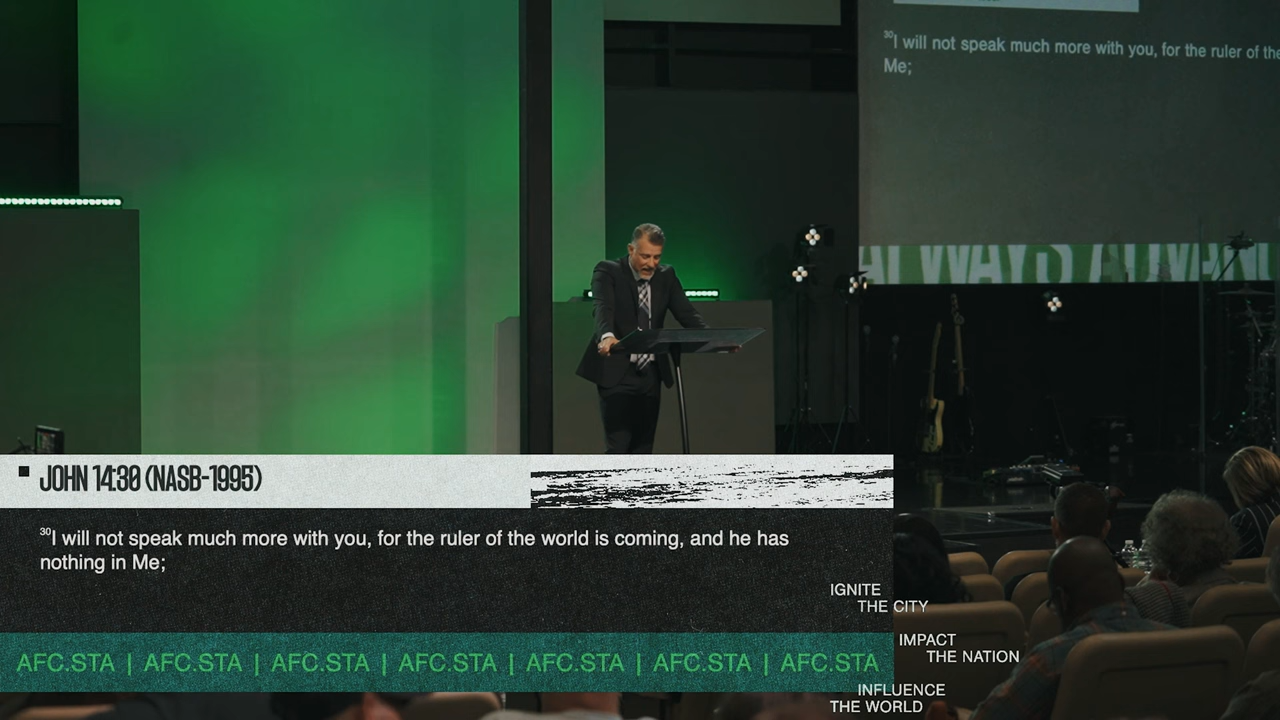 ³⁰I will not speak much more with you, for the ruler of the
Me;
ALWAYS ADVANC
JOHN 14:30 (NASB-1995)
³⁰I will not speak much more with you, for the ruler of the world is coming, and he has
nothing in Me;
IGNITE
THE CITY
IMPACT
THE NATION
INFLUENCE
THE WORLD
AFC.STA | AFC.STA | AFC.STA | AFC.STA | AFC.STA | AFC.STA | AFC.STA